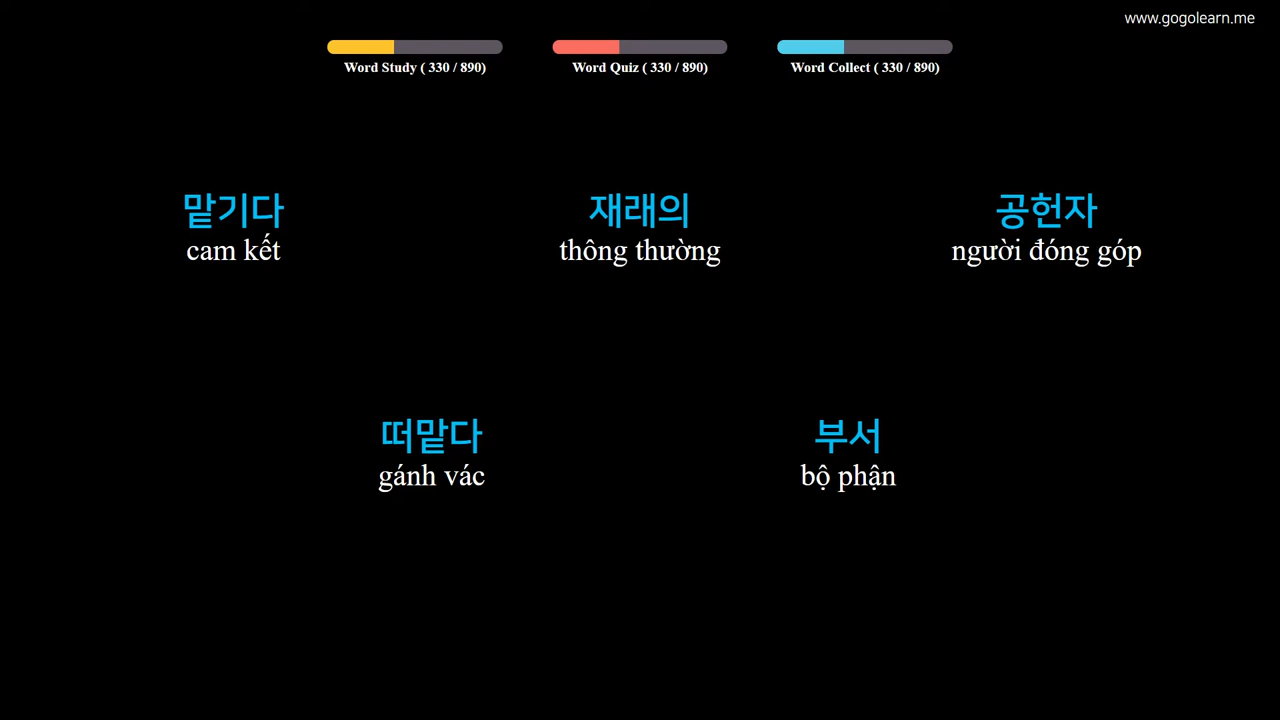 www.gogolearn.me
Word Study ( 330 / 890)
Word Quiz ( 330 / 890)
Word Collect ( 330 / 890)
맡기다
cam kết
재래의
thông thường
공헌자
người đóng góp
떠맡다
gánh vác
부서
bộ phận